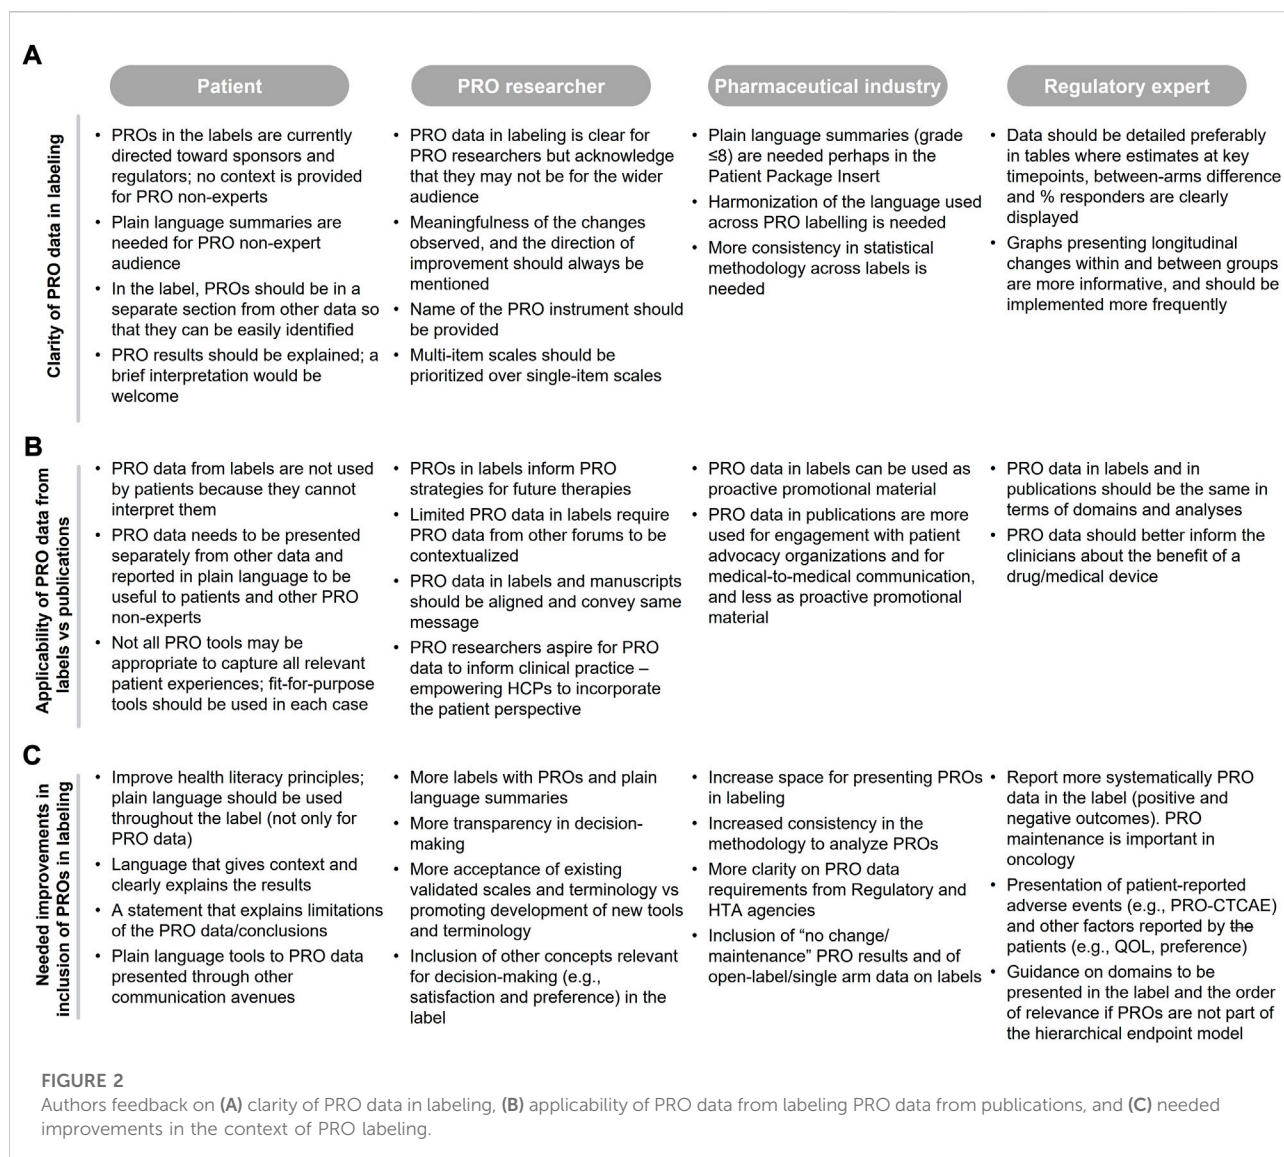 A
Patient
PRO researcher
Pharmaceutical industry
Regulatory expert
Clarity of PRO data in labeling
• PROs in the labels are currently
directed toward sponsors and
regulators; no context is provided
for PRO non-experts
• Plain language summaries are
needed for PRO non-expert
audience
• In the label, PROs should be in a
separate section from other data so
that they can be easily identified
• PRO results should be explained; a
brief interpretation would be
welcome
• PRO data in labeling is clear for
PRO researchers but acknowledge
that they may not be for the wider
audience
• Meaningfulness of the changes
observed, and the direction of
improvement should always be
mentioned
• Name of the PRO instrument should
be provided
• Multi-item scales should be
prioritized over single-item scales
• Plain language summaries (grade
≤8) are needed perhaps in the
Patient Package Insert
• Harmonization of the language used
across PRO labelling is needed
• More consistency in statistical
methodology across labels is
needed
• Data should be detailed preferably
in tables where estimates at key
timepoints, between-arms difference
and % responders are clearly
displayed
• Graphs presenting longitudinal
changes within and between groups
are more informative, and should be
implemented more frequently
B
Applicability of PRO data from
labels vs publications
• PRO data from labels are not used
by patients because they cannot
interpret them
• PRO data needs to be presented
separately from other data and
reported in plain language to be
useful to patients and other PRO
non-experts
• Not all PRO tools may be
appropriate to capture all relevant
patient experiences; fit-for-purpose
tools should be used in each case
• PROs in labels inform PRO
strategies for future therapies
• Limited PRO data in labels require
PRO data from other forums to be
contextualized
• PRO data in labels and manuscripts
should be aligned and convey same
message
• PRO researchers aspire for PRO
data to inform clinical practice –
empowering HCPs to incorporate
the patient perspective
• PRO data in labels can be used as
proactive promotional material
• PRO data in publications are more
used for engagement with patient
advocacy organizations and for
medical-to-medical communication,
and less as proactive promotional
material
• PRO data in labels and in
publications should be the same in
terms of domains and analyses
• PRO data should better inform the
clinicians about the benefit of a
drug/medical device
C
Needed improvements in
inclusion of PROs in labeling
• Improve health literacy principles;
plain language should be used
throughout the label (not only for
PRO data)
• Language that gives context and
clearly explains the results
• A statement that explains limitations
of the PRO data/conclusions
• Plain language tools to PRO data
presented through other
communication avenues
• More labels with PROs and plain
language summaries
• More transparency in decision-
making
• More acceptance of existing
validated scales and terminology vs
promoting development of new tools
and terminology
• Inclusion of other concepts relevant
for decision-making (e.g.,
satisfaction and preference) in the
label
• Increase space for presenting PROs
in labeling
• Increased consistency in the
methodology to analyze PROs
• More clarity on PRO data
requirements from Regulatory and
HTA agencies
• Inclusion of “no change/
maintenance” PRO results and of
open-label/single arm data on labels
• Report more systematically PRO
data in the label (positive and
negative outcomes). PRO
maintenance is important in
oncology
• Presentation of patient-reported
adverse events (e.g., PRO-CTCAE)
and other factors reported by the
patients (e.g., QOL, preference)
• Guidance on domains to be
presented in the label and the order
of relevance if PROs are not part of
the hierarchical endpoint model
FIGURE 2
Authors feedback on (A) clarity of PRO data in labeling, (B) applicability of PRO data from labeling PRO data from publications, and (C) needed
improvements in the context of PRO labeling.